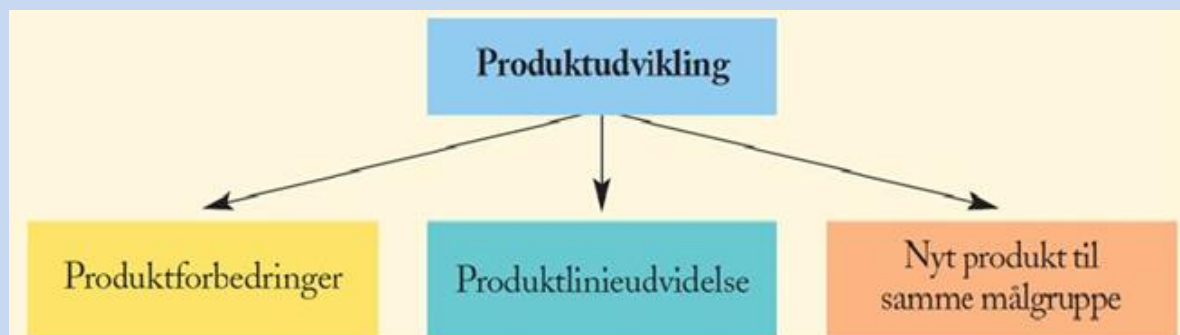 Produktudvikling
Produktforbedringer
Produktlinieudvidelse
Nyt produkt til
samme målgruppe